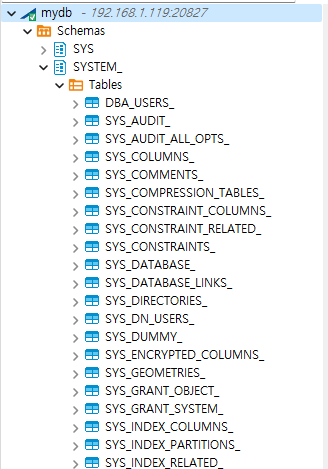 mydb - 192.168.1.119:20827
Schemas
SYS
SYSTEM_
Tables
DBA_USERS_
SYS_AUDIT_
SYS_AUDIT_ALL_OPTS_
SYS_COLUMNS_
SYS_COMMENTS_
SYS_COMPRESSION_TABLES_
SYS_CONSTRAINT_COLUMNS_
SYS_CONSTRAINT_RELATED_
SYS_CONSTRAINTS_
SYS_DATABASE_
SYS_DATABASE_LINKS_
SYS_DIRECTORIES_
SYS_DN_USERS_
SYS_DUMMY_
SYS_ENCRYPTED_COLUMNS_
SYS_GEOMETRIES_
SYS_GRANT_OBJECT_
SYS_GRANT_SYSTEM_
SYS_INDEX_COLUMNS_
SYS_INDEX_PARTITIONS_
SYS_INDEX_RELATED_